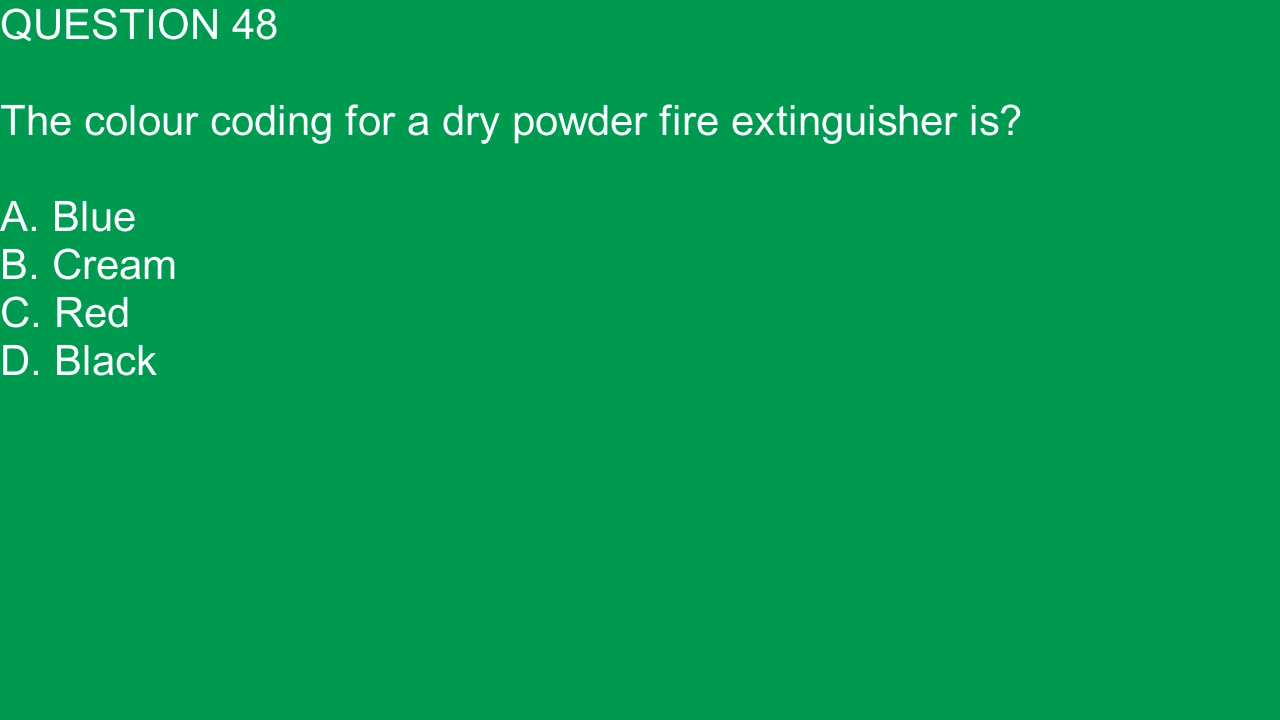 QUESTION 48
The colour coding for a dry powder fire extinguisher is?
A. Blue
B. Cream
C. Red
D. Black